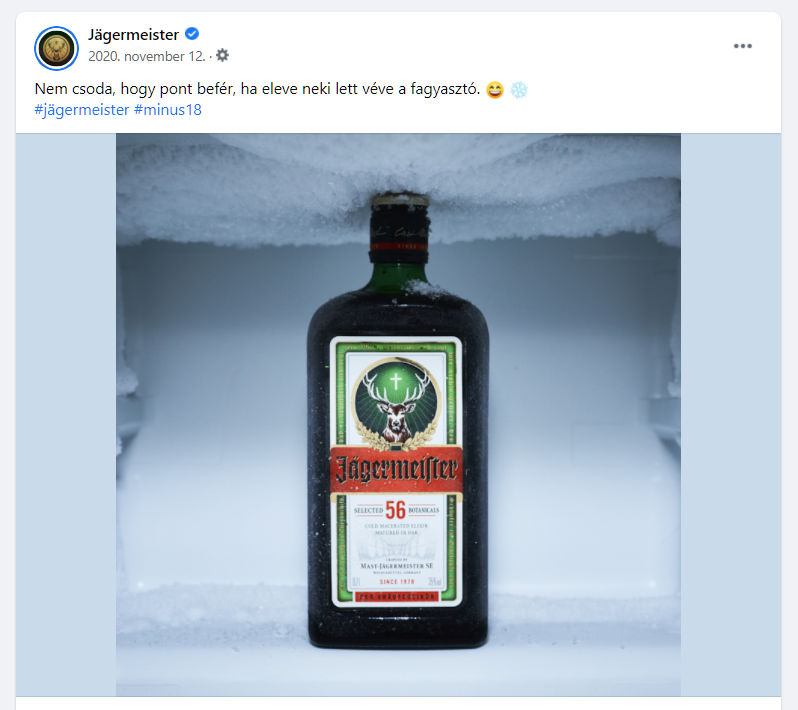 Jägermeister
2020. november 12. ·
Nem csoda, hogy pont befér, ha eleve neki lett véve a fagyasztó. 😄 ❄️
#jägermeister #minus18
Jägermeiſter
SELECTED 56 BOTANICALS
COLD MACERATED ELIXIR
MATURED IN OAK
MAST-JÄGERMEISTER SE
SINCE 1878